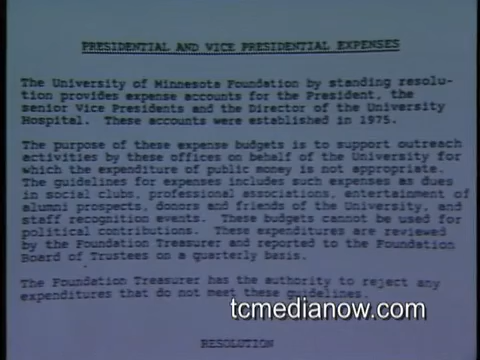 PRESIDENTIAL AND VICE PRESIDENTIAL EXPENSES
The University of Minnesota Foundation by standing resolu-
tion provides expense accounts for the President, the
senior Vice Presidents and the Director of the University
Hospital. These accounts were established in 1975.
The purpose of these expense budgets is to support outreach
activities by these offices on behalf of the University for
which the expenditure of public money is not appropriate.
The guidelines for expenses includes such expenses as dues
in social clubs, professional associations, entertainment of
alumni prospects, donors and friends of the University, and
staff recognition events. These budgets cannot be used for
political contributions. These expenditures are reviewed
by the Foundation Treasurer and reported to the Foundation
Board of Trustees on a quarterly basis.
The Foundation Treasurer has the authority to reject any
expenditures that do not meet these guidelines.
tcmedianow.com
RESOLUTION